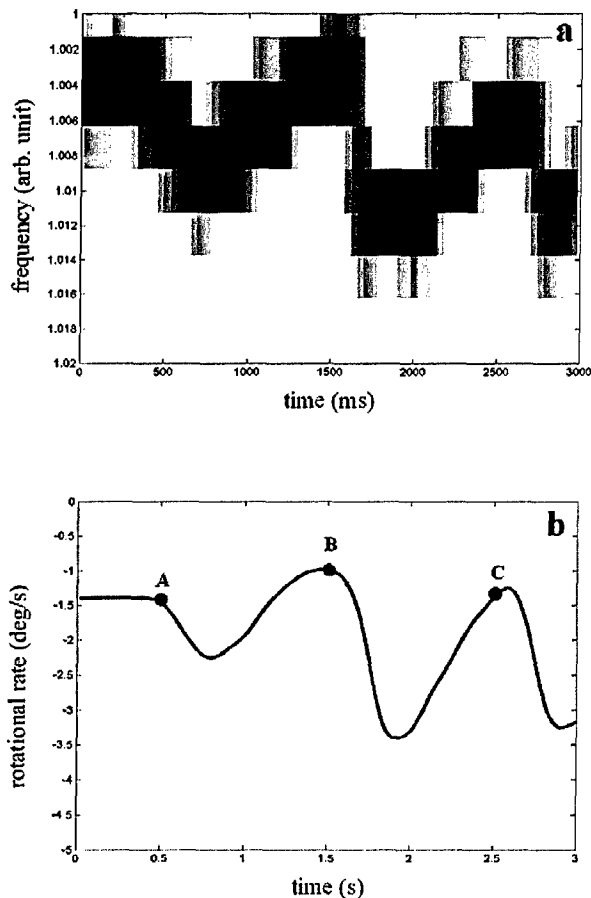 a
1
1.002
1.004
1.006
1.008
1.01
1.012
1.014
1.016
1.018
1.02
frequency (arb. unit)
0 500 1000 1500 2000 2500 3000
time (ms)
b
0
-0.5
-1
-1.5
-2
-2.5
-3
-3.5
-4
-4.5
-5
A
B
C
rotational rate (deg/s)
0 0.5 1 1.5 2 2.5 3
time (s)